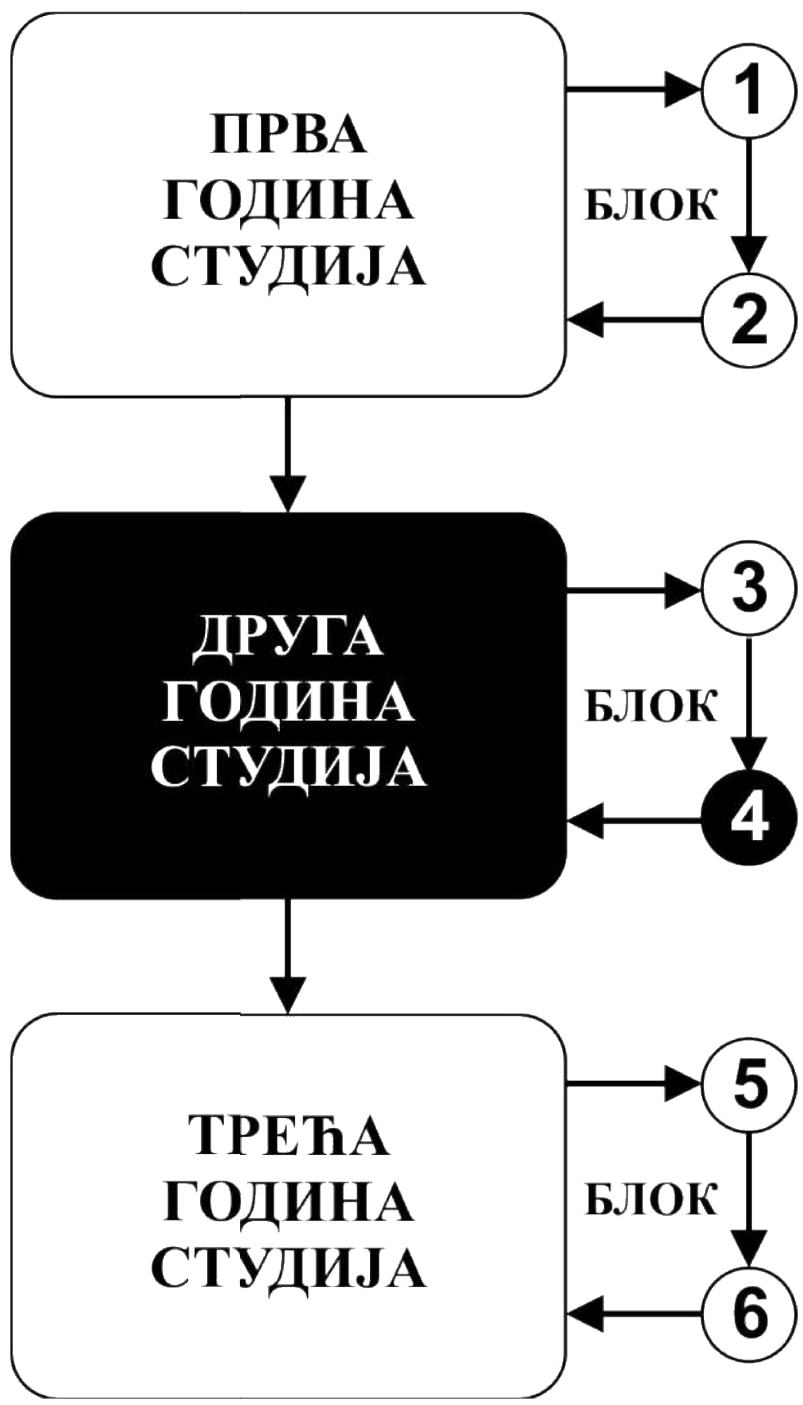 ПРВА
ГОДИНА
СТУДИЈА
1
БЛОК
2
ДРУГА
ГОДИНА
СТУДИЈА
3
БЛОК
4
ТРЕЋА
ГОДИНА
СТУДИЈА
5
БЛОК
6